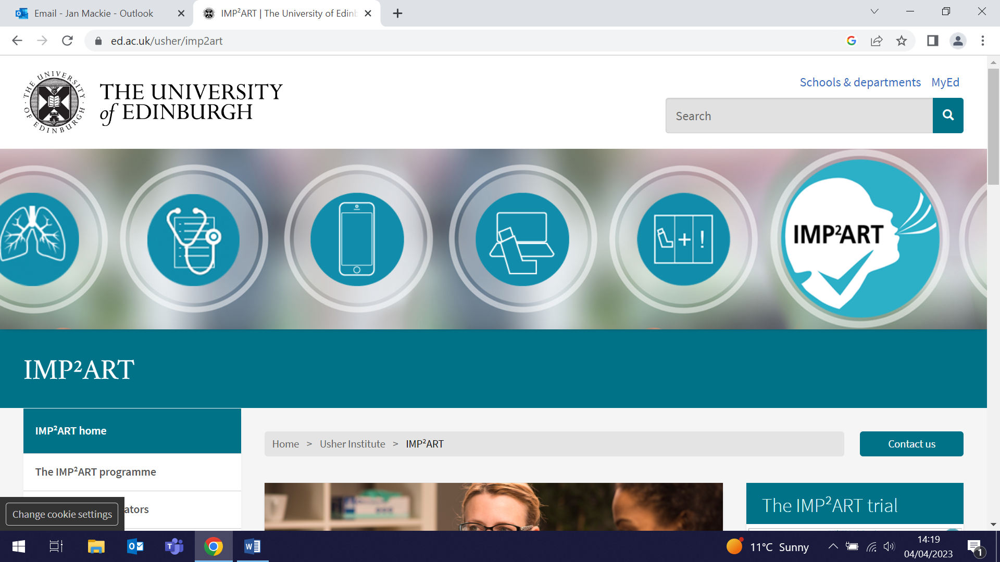 Email - Jan Mackie - Outlook
IMP²ART | The University of Edinb
ed.ac.uk/usher/imp2art
THE UNIVERSITY OF EDINBURGH
THE UNIVERSITY
of EDINBURGH
Schools & departments MyEd
Search
IMP²ART
IMP²ART
IMP²ART home
Home > Usher Institute > IMP²ART
Contact us
The IMP²ART programme
ators
The IMP²ART trial
Change cookie settings
11°C Sunny
14:19
04/04/2023
1